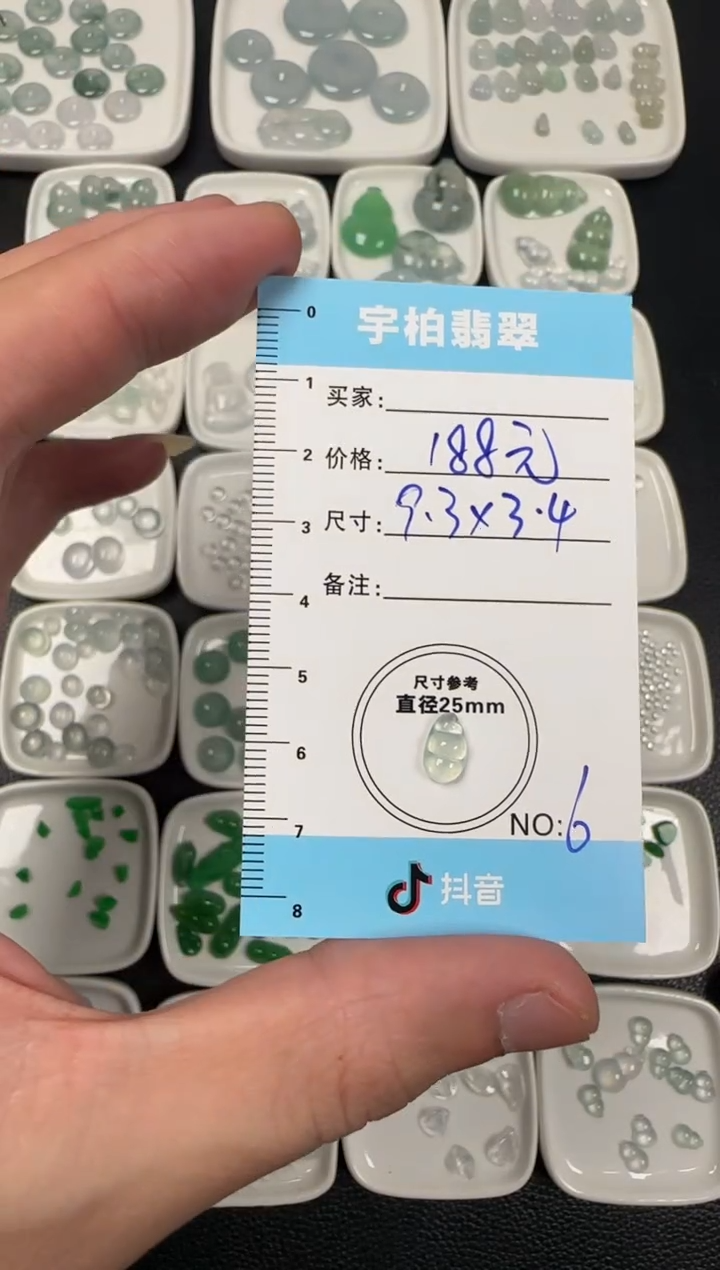 宇柏翡翠
0
1
买家:
2
价格: 188元
3
尺寸: 9.3×3.4
4
备注:
5
尺寸参考
直径25mm
6
7
NO: 6
8
抖音